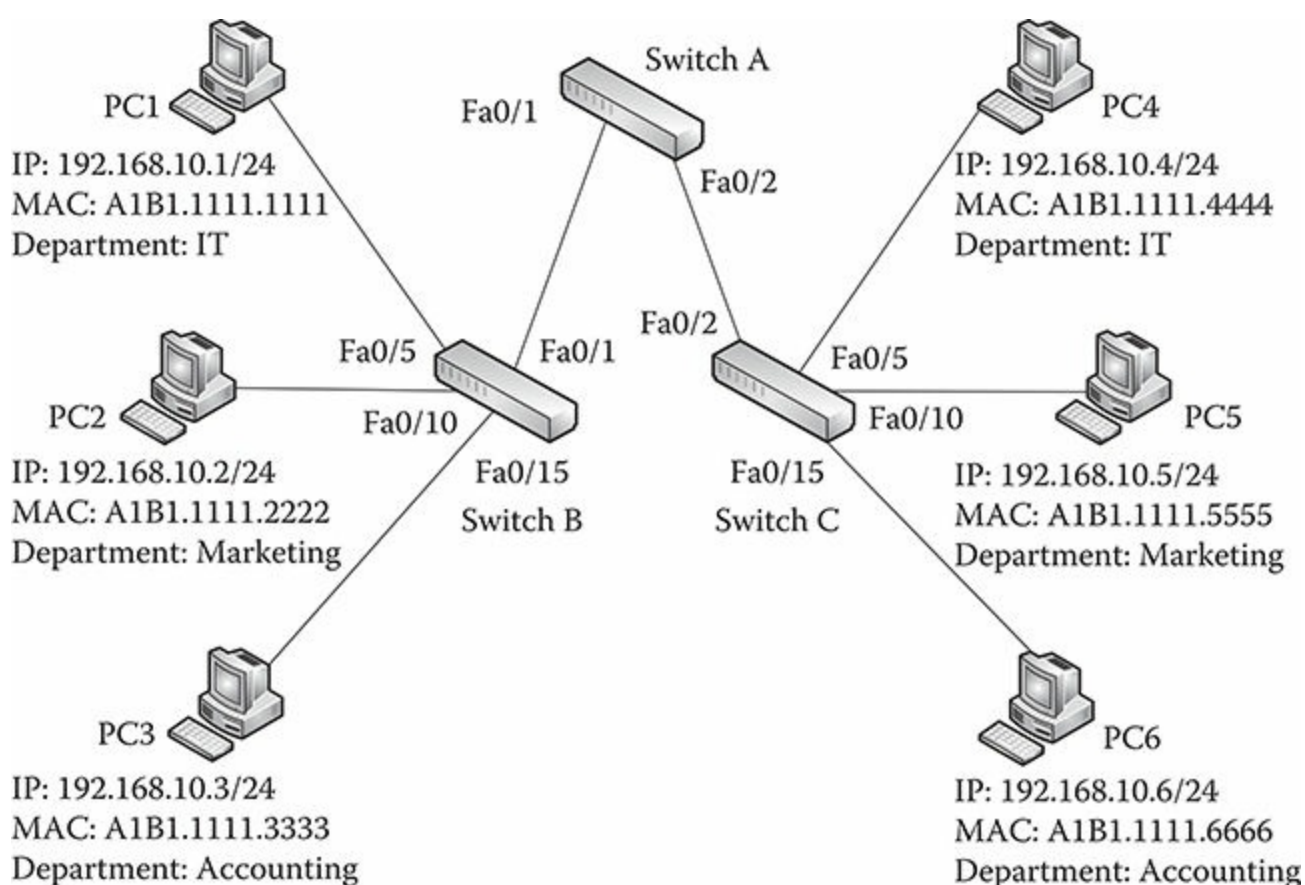 Switch A
PC1
Fa0/1
PC4
IP: 192.168.10.1/24
MAC: A1B1.1111.1111
Department: IT
Fa0/2
IP: 192.168.10.4/24
MAC: A1B1.1111.4444
Department: IT
Fa0/5
Fa0/1
Fa0/2
Fa0/5
PC2
Fa0/10
Fa0/10
PC5
IP: 192.168.10.2/24
MAC: A1B1.1111.2222
Department: Marketing
Fa0/15
Switch B
Fa0/15
Switch C
IP: 192.168.10.5/24
MAC: A1B1.1111.5555
Department: Marketing
PC3
PC6
IP: 192.168.10.3/24
MAC: A1B1.1111.3333
Department: Accounting
IP: 192.168.10.6/24
MAC: A1B1.1111.6666
Department: Accounting